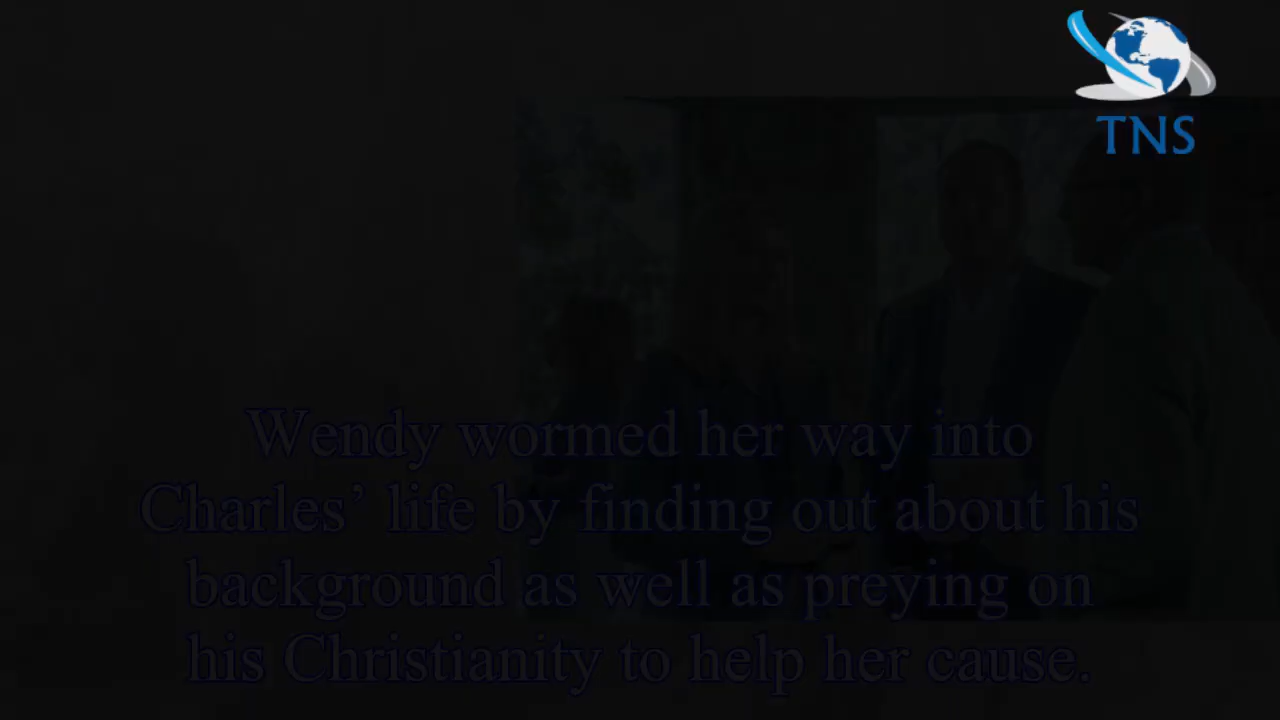 TNS
Wendy wormed her way into
Charles’ life by finding out about his
background as well as preying on
his Christianity to help her cause.